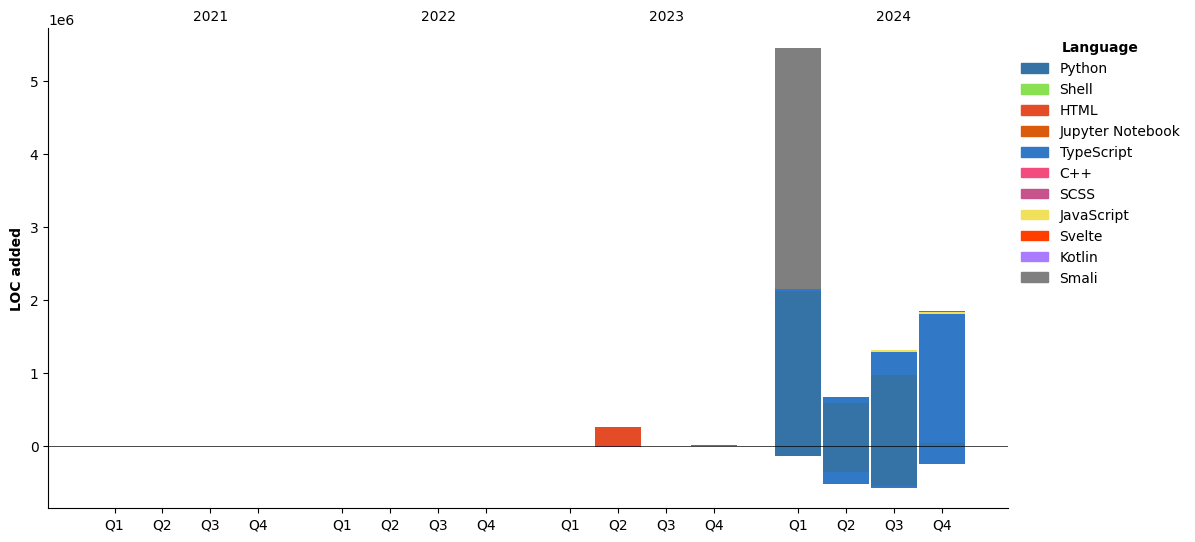 1e6
2021 2022 2023 2024
Language
Python
Shell
HTML
Jupyter Notebook
TypeScript
C++
SCSS
JavaScript
Svelte
Kotlin
Smali
LOC added
5
4
3
2
1
0
Q1 Q2 Q3 Q4 Q1 Q2 Q3 Q4 Q1 Q2 Q3 Q4 Q1 Q2 Q3 Q4